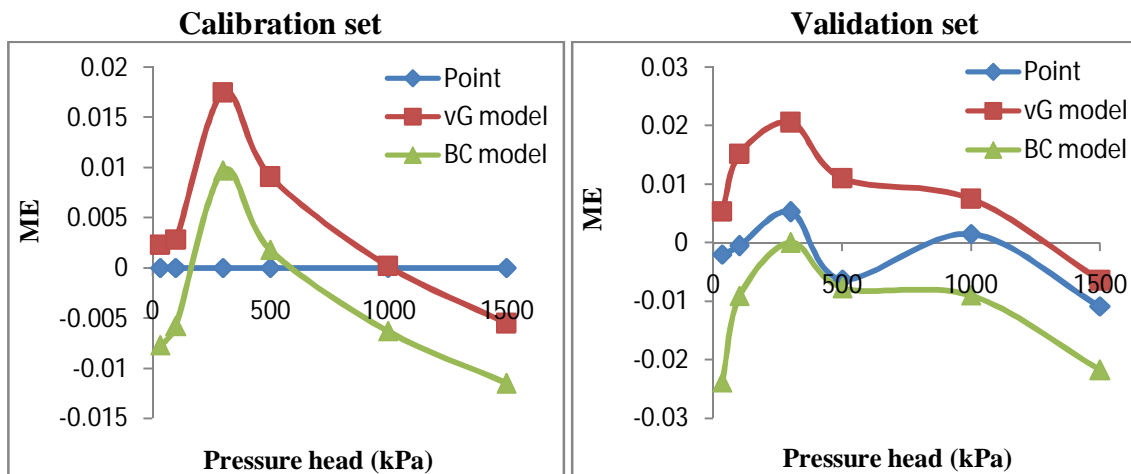 Calibration set
0.02
0.015
0.01
0.005
0
-0.005
-0.01
-0.015
0
500
1000
1500
ME
Pressure head (kPa)
Point
vG model
BC model
Validation set
0.03
0.02
0.01
0
-0.01
-0.02
-0.03
0
500
1000
1500
ME
Pressure head (kPa)
Point
vG model
BC model